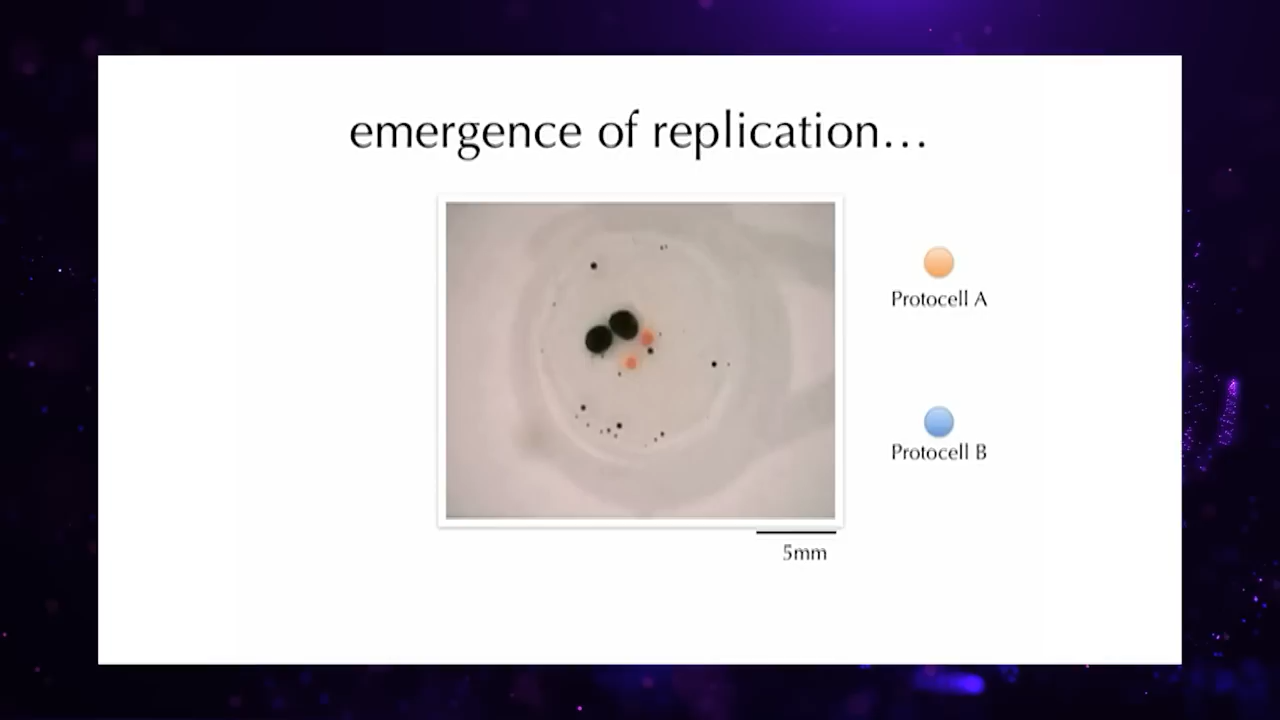 emergence of replication...
Protocell A
Protocell B
5mm